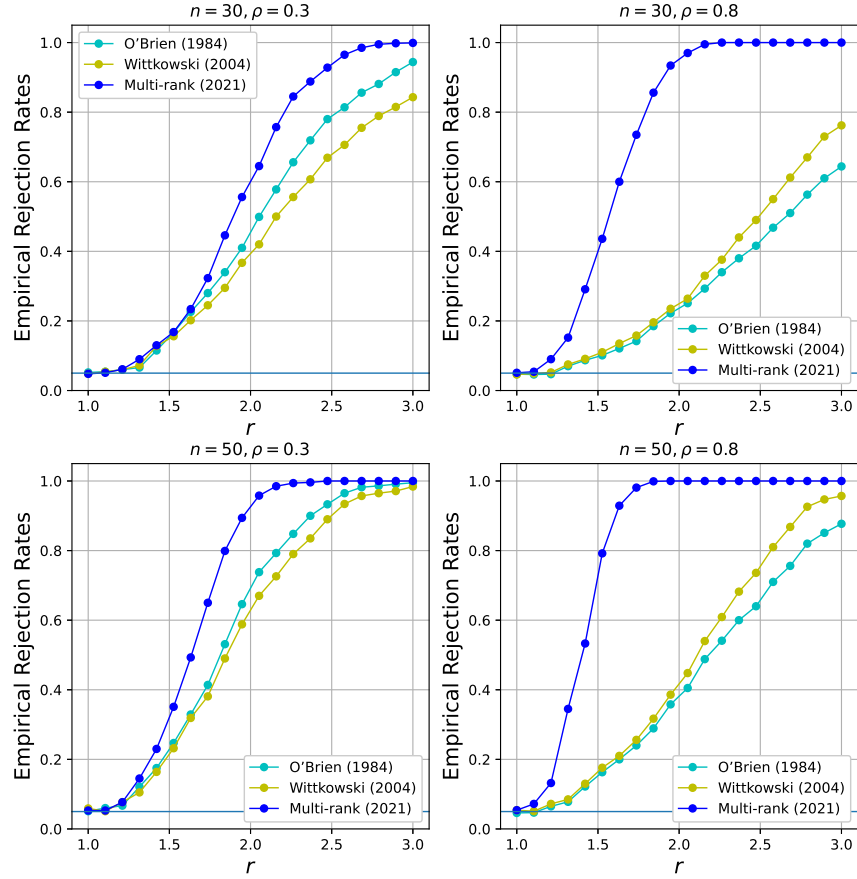 n = 30, ρ = 0.3
Empirical Rejection Rates
1.0
0.8
0.6
0.4
0.2
0.0
O’Brien (1984)
Wittkowski (2004)
Multi-rank (2021)
1.0 1.5 2.0 2.5 3.0
r
n = 30, ρ = 0.8
Empirical Rejection Rates
1.0
0.8
0.6
0.4
0.2
0.0
O’Brien (1984)
Wittkowski (2004)
Multi-rank (2021)
1.0 1.5 2.0 2.5 3.0
r
n = 50, ρ = 0.3
Empirical Rejection Rates
1.0
0.8
0.6
0.4
0.2
0.0
O’Brien (1984)
Wittkowski (2004)
Multi-rank (2021)
1.0 1.5 2.0 2.5 3.0
r
n = 50, ρ = 0.8
Empirical Rejection Rates
1.0
0.8
0.6
0.4
0.2
0.0
O’Brien (1984)
Wittkowski (2004)
Multi-rank (2021)
1.0 1.5 2.0 2.5 3.0
r